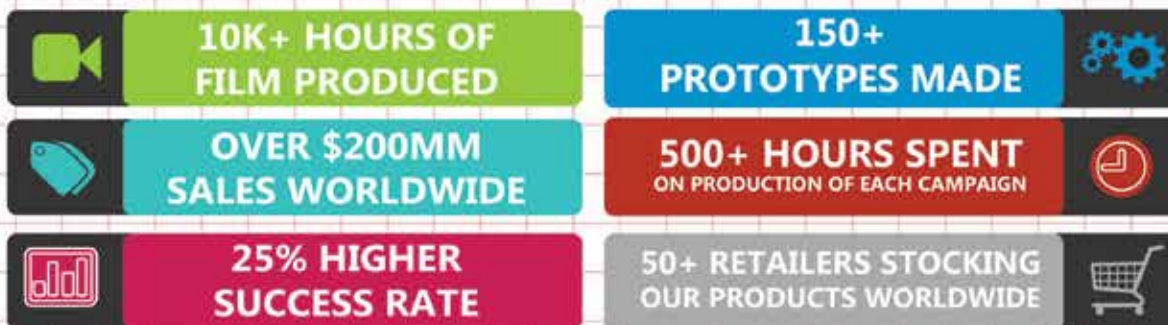 10K+ HOURS OF
FILM PRODUCED
150+
PROTOTYPES MADE
OVER $200MM
SALES WORLDWIDE
500+ HOURS SPENT
ON PRODUCTION OF EACH CAMPAIGN
25% HIGHER
SUCCESS RATE
50+ RETAILERS STOCKING
OUR PRODUCTS WORLDWIDE